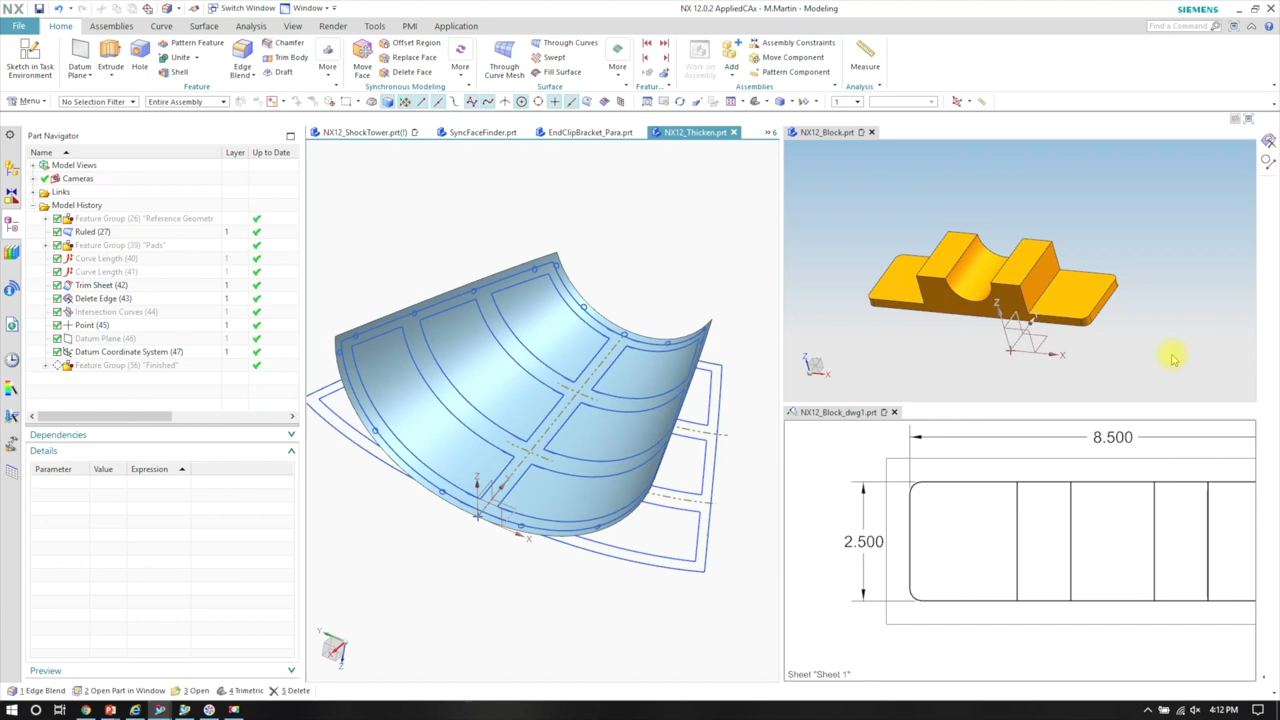 NX
Switch Window
Window
NX 12.0.2 AppliedCAx - M.Martin - Modeling
SIEMENS
File
Home
Assemblies
Curve
Surface
Analysis
View
Render
Tools
PMI
Application
Find a Command
Sketch in Task Environment
Datum Plane
Extrude
Hole
Pattern Feature
Unite
Shell
Edge Blend
Chamfer
Trim Body
Draft
More
Feature
Move Face
Offset Region
Replace Face
Delete Face
More
Synchronous Modeling
Through Curve Mesh
Through Curves
Swept
Fill Surface
More
Surface
Featur...
Work on Assembly
Add
Assembly Constraints
Move Component
Pattern Component
Assemblies
Measure
Analysis
Menu
No Selection Filter
Entire Assembly
1
Part Navigator
Name
Layer
Up to Date
Model Views
Cameras
Links
Model History
Feature Group (26) "Reference Geometr
Ruled (27)
1
Feature Group (39) "Pads"
Curve Length (40)
1
Curve Length (41)
1
Trim Sheet (42)
1
Delete Edge (43)
1
Intersection Curves (44)
1
Point (45)
1
Datum Plane (46)
1
Datum Coordinate System (47)
1
Feature Group (56) "Finished"
Dependencies
Details
Parameter
Value
Expression
Preview
NX12_ShockTower.prt(!)
SyncFaceFinder.prt
EndClipBracket_Para.prt
NX12_Thicken.prt
6
Z
X
Y
Z
NX12_Block.prt
Z
X
Z
X
NX12_Block_dwg1.prt
8.500
2.500
Sheet "Sheet 1"
1 Edge Blend
2 Open Part in Window
3 Open
4 Trimetric
5 Delete
4:12 PM